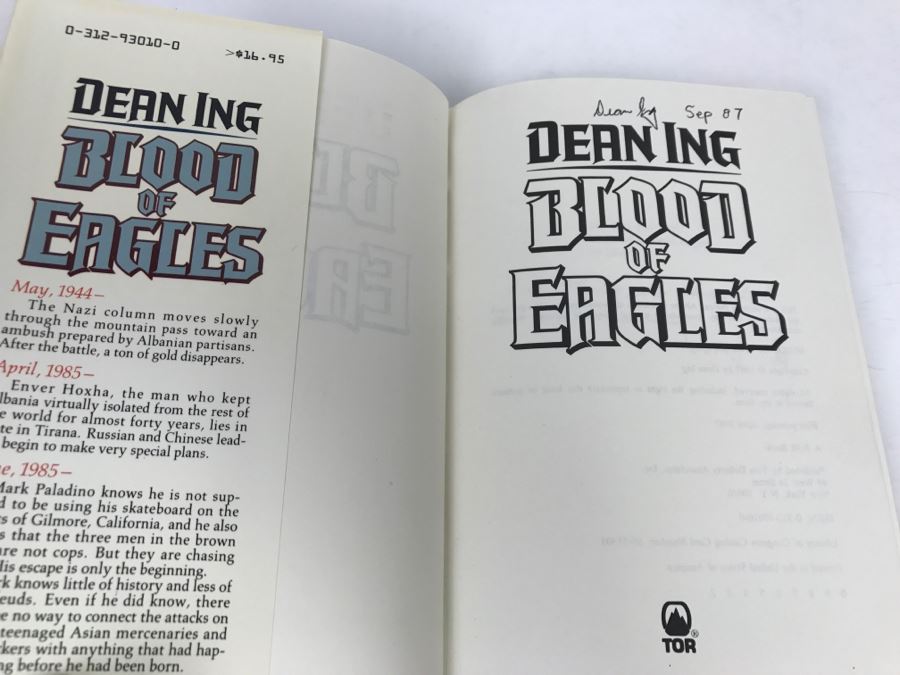 0-312-93010-0
>$16.95
DEAN ING
BLOOD
OF
EAGLES
May, 1944—
The Nazi column moves slowly
through the mountain pass toward an
ambush prepared by Albanian partisans.
After the battle, a ton of gold disappears.
April, 1985—
Enver Hoxha, the man who kept
lbania virtually isolated from the rest of
e world for almost forty years, lies in
te in Tirana. Russian and Chinese lead-
begin to make very special plans.
e, 1985—
Mark Paladino knows he is not sup-
d to be using his skateboard on the
ts of Gilmore, California, and he also
s that the three men in the brown
are not cops. But they are chasing
His escape is only the beginning.
rk knows little of history and less of
euds. Even if he did know, there
e no way to connect the attacks on
teenaged Asian mercenaries and
kers with anything that had hap-
ng before he had been born.
Dean Ing Sep 87
DEAN ING
BLOOD
OF
EAGLES
TOR®